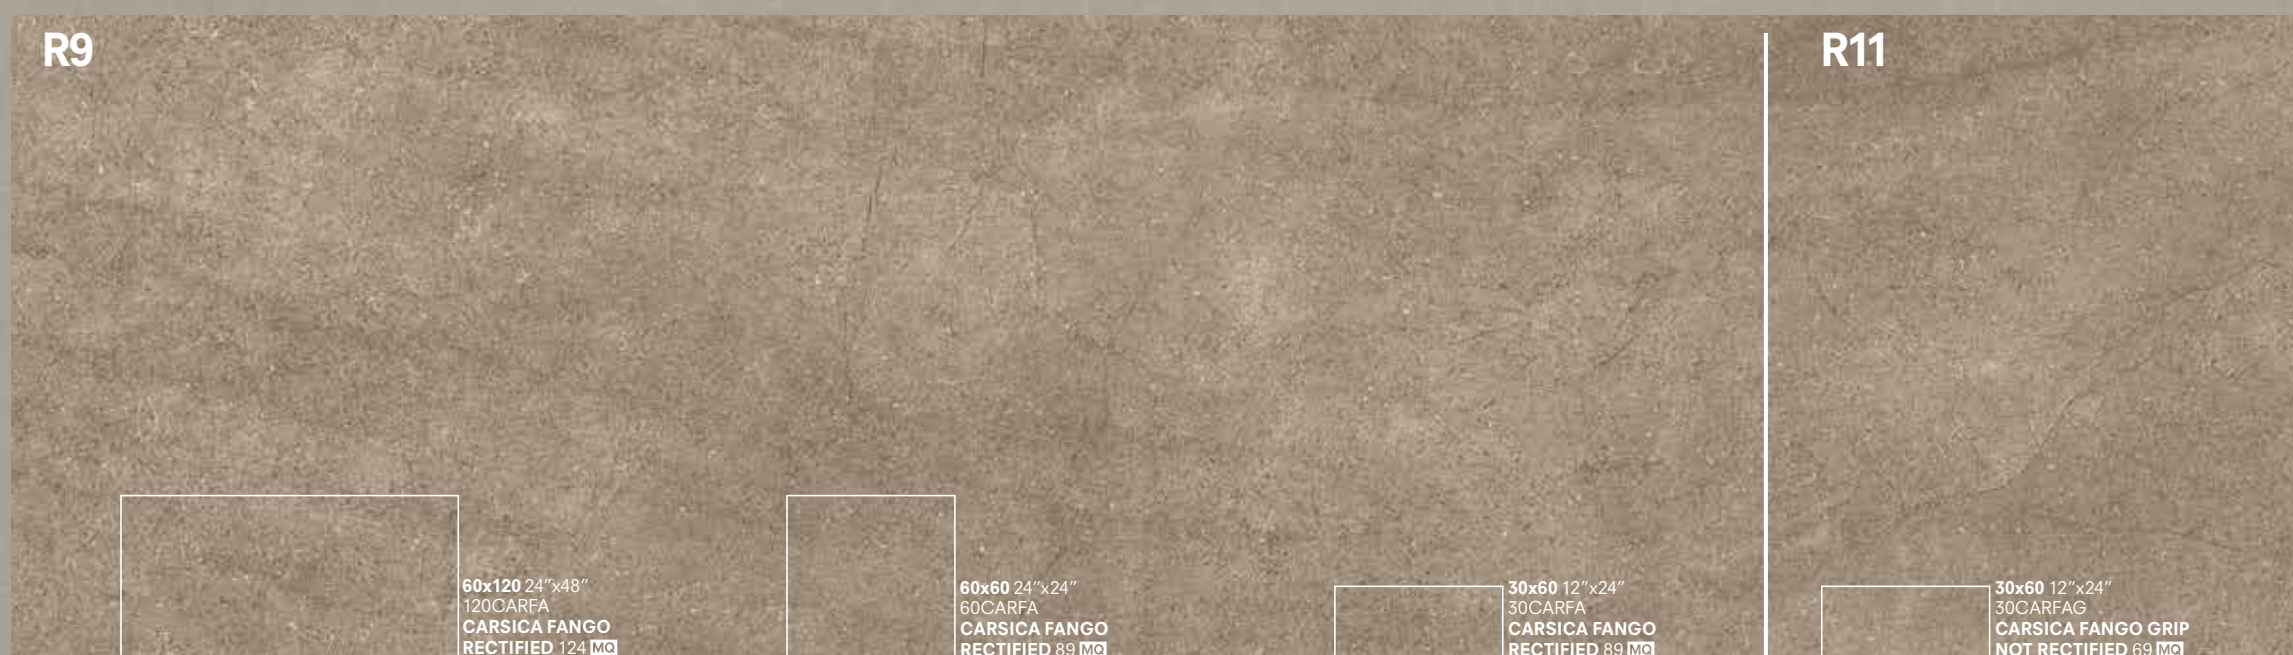 R9
R11
60x120 24"x48"
120CARFA
CARSICA FANGO
RECTIFIED 124 MQ
60x60 24"x24"
60CARFA
CARSICA FANGO
RECTIFIED 89 MQ
30x60 12"x24"
30CARFA
CARSICA FANGO
RECTIFIED 89 MQ
30x60 12"x24"
30CARFAG
CARSICA FANGO GRIP
NOT RECTIFIED 69 MQ